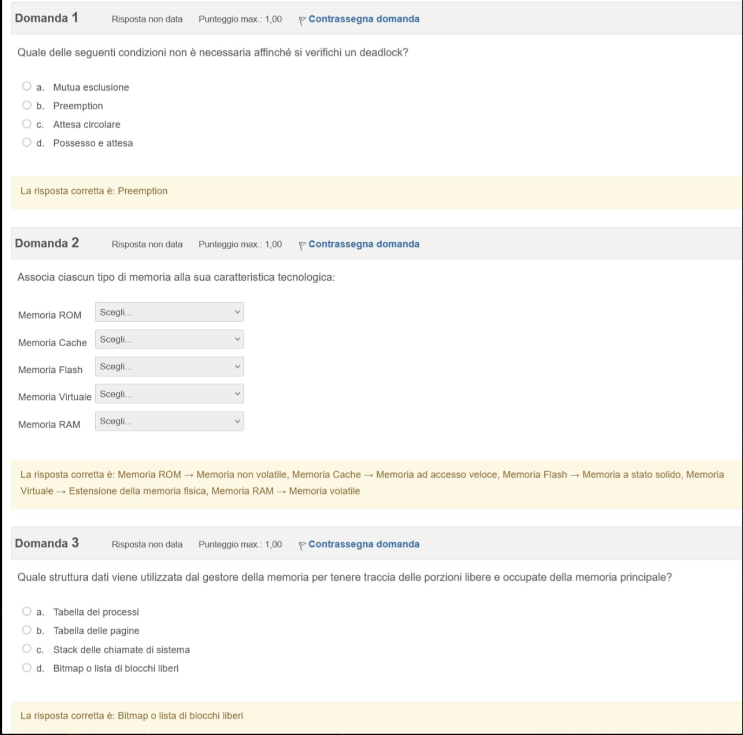 Domanda 1 Risposta non data Punteggio max.: 1,00 Contrassegna domanda
Quale delle seguenti condizioni non è necessaria affinché si verifichi un deadlock?
a. Mutua esclusione
b. Preemption
c. Attesa circolare
d. Possesso e attesa
La risposta corretta è: Preemption
Domanda 2 Risposta non data Punteggio max.: 1,00 Contrassegna domanda
Associa ciascun tipo di memoria alla sua caratteristica tecnologica:
Memoria ROM Scegli...
Memoria Cache Scegli...
Memoria Flash Scegli...
Memoria Virtuale Scegli...
Memoria RAM Scegli...
La risposta corretta è: Memoria ROM → Memoria non volatile, Memoria Cache → Memoria ad accesso veloce, Memoria Flash → Memoria a stato solido, Memoria
Virtuale → Estensione della memoria fisica, Memoria RAM → Memoria volatile
Domanda 3 Risposta non data Punteggio max.: 1,00 Contrassegna domanda
Quale struttura dati viene utilizzata dal gestore della memoria per tenere traccia delle porzioni libere e occupate della memoria principale?
a. Tabella dei processi
b. Tabella delle pagine
c. Stack delle chiamate di sistema
d. Bitmap o lista di blocchi liberi
La risposta corretta è: Bitmap o lista di blocchi liberi